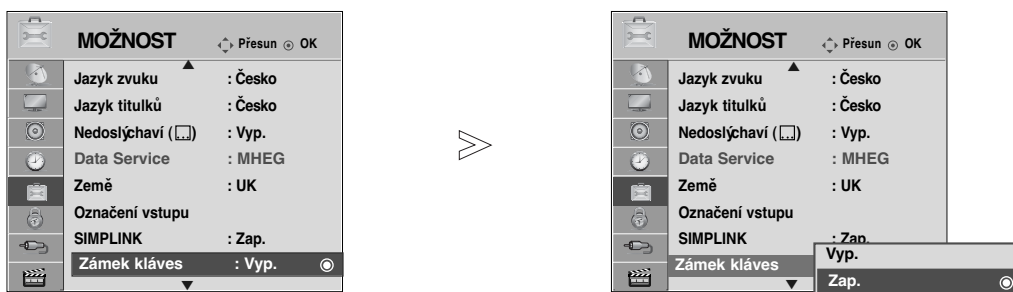 MOŽNOST Přesun OK
Jazyk zvuku : Česko
Jazyk titulků : Česko
Nedoslýchaví ( ) : Vyp.
Data Service : MHEG
Země : UK
Označení vstupu
SIMPLINK : Zap.
Zámek kláves : Vyp.
MOŽNOST Přesun OK
Jazyk zvuku : Česko
Jazyk titulků : Česko
Nedoslýchaví ( ) : Vyp.
Data Service : MHEG
Země : UK
Označení vstupu
SIMPLINK : Zap.
Zámek kláves
Vyp.
Zap.